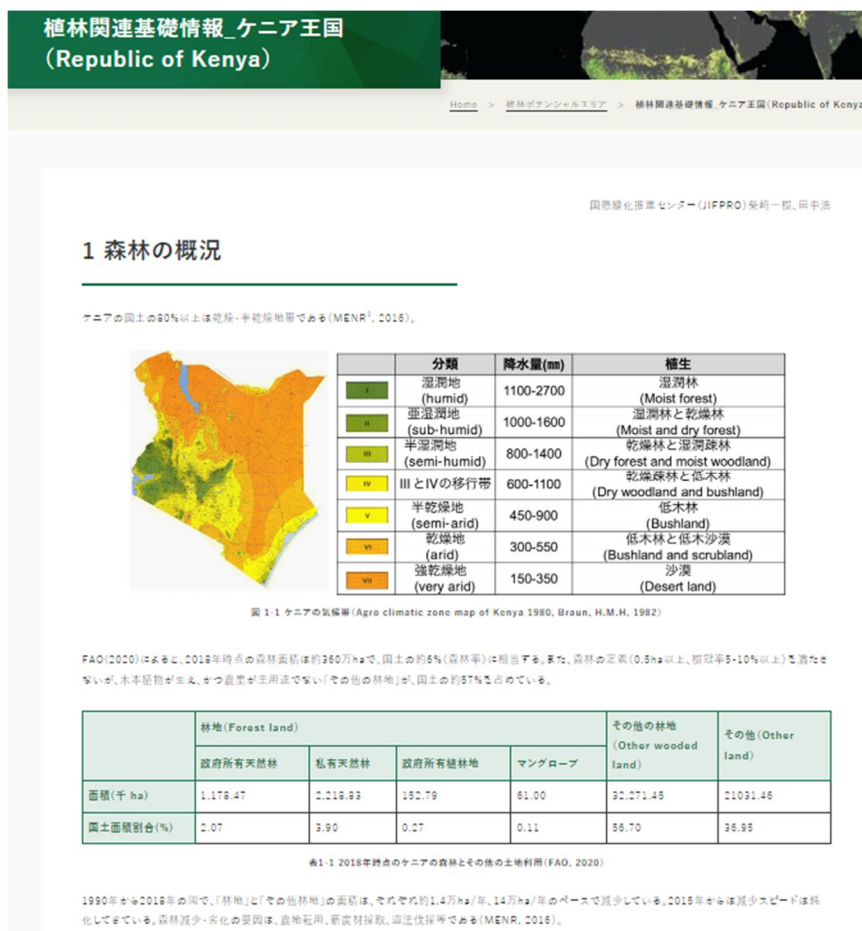 植林関連基礎情報_ケニア王国
(Republic of Kenya)
Home > 植林ポテンシャルエリア > 植林関連基礎情報_ケニア王国(Republic of Kenya
国際緑化推進センター(JIFPRO)柴崎一樹、田中浩
1 森林の概況
ケニアの国土の80%以上は乾燥・半乾燥地帯である(MENR¹, 2016)。
分類 降水量(㎜) 植生
I 湿潤地 (humid) 1100-2700 湿潤林 (Moist forest)
II 亜湿潤地 (sub-humid) 1000-1600 湿潤林と乾燥林 (Moist and dry forest)
III 半湿潤地 (semi-humid) 800-1400 乾燥林と湿潤疎林 (Dry forest and moist woodland)
IV IIIとIVの移行帯 600-1100 乾燥疎林と低木林 (Dry woodland and bushland)
V 半乾燥地 (semi-arid) 450-900 低木林 (Bushland)
VI 乾燥地 (arid) 300-550 低木林と低木沙漠 (Bushland and scrubland)
VII 強乾燥地 (very arid) 150-350 沙漠 (Desert land)
図 1-1 ケニアの気候帯(Agro climatic zone map of Kenya 1980, Braun, H.M.H, 1982)
FAO(2020)によると、2018年時点の森林面積は約360万haで、国土の約6%(森林率)に相当する。また、森林の定義(0.5ha以上、樹冠率5-10%以上)を満たさ
ないが、木本植物が生え、かつ農業が主用途でない「その他の林地」が、国土の約57%を占めている。
林地(Forest land) その他の林地 (Other wooded land) その他(Other land)
政府所有天然林 私有天然林 政府所有植林地 マングローブ
面積(千 ha) 1,178.47 2,218.83 152.79 61.00 32,271.45 21031.46
国土面積割合(%) 2.07 3.90 0.27 0.11 56.70 36.95
表1-1 2018年時点のケニアの森林とその他の土地利用(FAO, 2020)
1990年から2018年の間で、「林地」と「その他林地」の面積は、それぞれ約1.4万ha/年、14万ha/年のペースで減少している。2015年からは減少スピードは鈍
化してきている。森林減少・劣化の要因は、農地転用、薪炭材採取、違法伐採等である(MENR, 2016)。